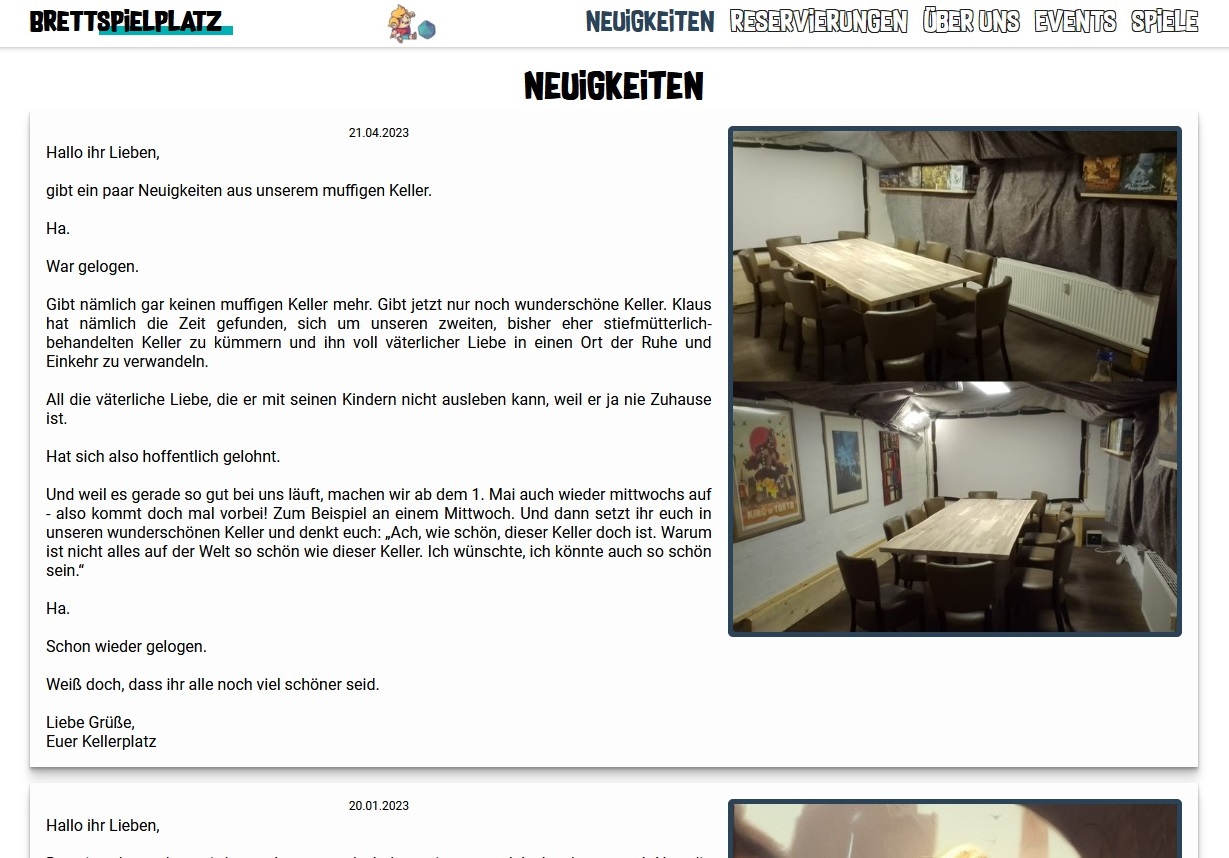 BRETTSPiELPLATZ
NEUiGKEiTEN RESERViERUNGEN ÜBER UNS EVENTS SPiELE
NEUiGKEiTEN
21.04.2023
Hallo ihr Lieben,
gibt ein paar Neuigkeiten aus unserem muffigen Keller.
Ha.
War gelogen.
Gibt nämlich gar keinen muffigen Keller mehr. Gibt jetzt nur noch wunderschöne Keller. Klaus
hat nämlich die Zeit gefunden, sich um unseren zweiten, bisher eher stiefmütterlich-
behandelten Keller zu kümmern und ihn voll väterlicher Liebe in einen Ort der Ruhe und
Einkehr zu verwandeln.
All die väterliche Liebe, die er mit seinen Kindern nicht ausleben kann, weil er ja nie Zuhause
ist.
Hat sich also hoffentlich gelohnt.
Und weil es gerade so gut bei uns läuft, machen wir ab dem 1. Mai auch wieder mittwochs auf
- also kommt doch mal vorbei! Zum Beispiel an einem Mittwoch. Und dann setzt ihr euch in
unseren wunderschönen Keller und denkt euch: „Ach, wie schön, dieser Keller doch ist. Warum
ist nicht alles auf der Welt so schön wie dieser Keller. Ich wünschte, ich könnte auch so schön
sein.“
Ha.
Schon wieder gelogen.
Weiß doch, dass ihr alle noch viel schöner seid.
Liebe Grüße,
Euer Kellerplatz
KING OF TOKYO
20.01.2023
Hallo ihr Lieben,